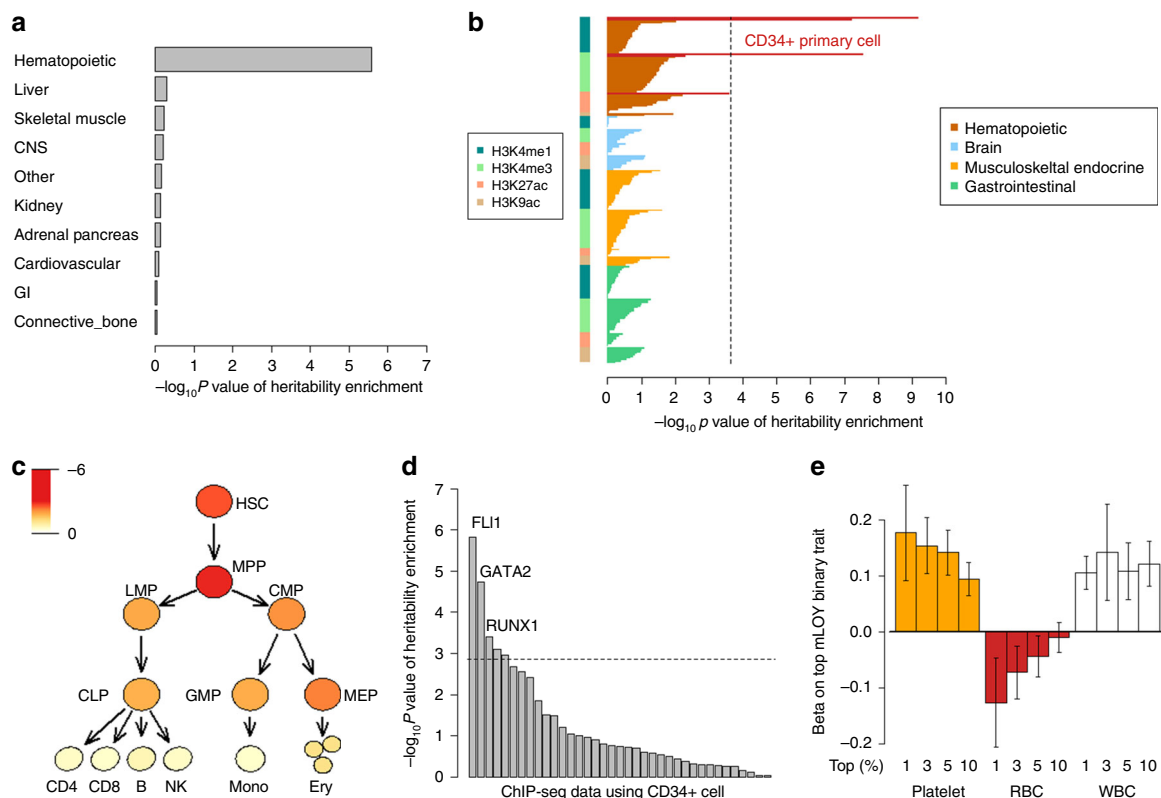 a
Hematopoietic
Liver
Skeletal muscle
CNS
Other
Kidney
Adrenal pancreas
Cardiovascular
GI
Connective_bone
0 1 2 3 4 5 6 7
–log10 P value of heritability enrichment
b
CD34+ primary cell
H3K4me1
H3K4me3
H3K27ac
H3K9ac
Hematopoietic
Brain
Musculoskeltal endocrine
Gastrointestinal
0 1 2 3 4 5 6 7 8 9 10
–log10 p value of heritability enrichment
c
–6
0
HSC
MPP
LMP CMP
CLP GMP MEP
CD4 CD8 B NK Mono Ery
d
–log10P value of heritability enrichment
7
6
5
4
3
2
1
0
FLI1
GATA2
RUNX1
ChIP-seq data using CD34+ cell
e
Beta on top mLOY binary trait
0.2
0.1
0.0
–0.1
–0.2
Top (%) 1 3 5 10 1 3 5 10 1 3 5 10
Platelet RBC WBC